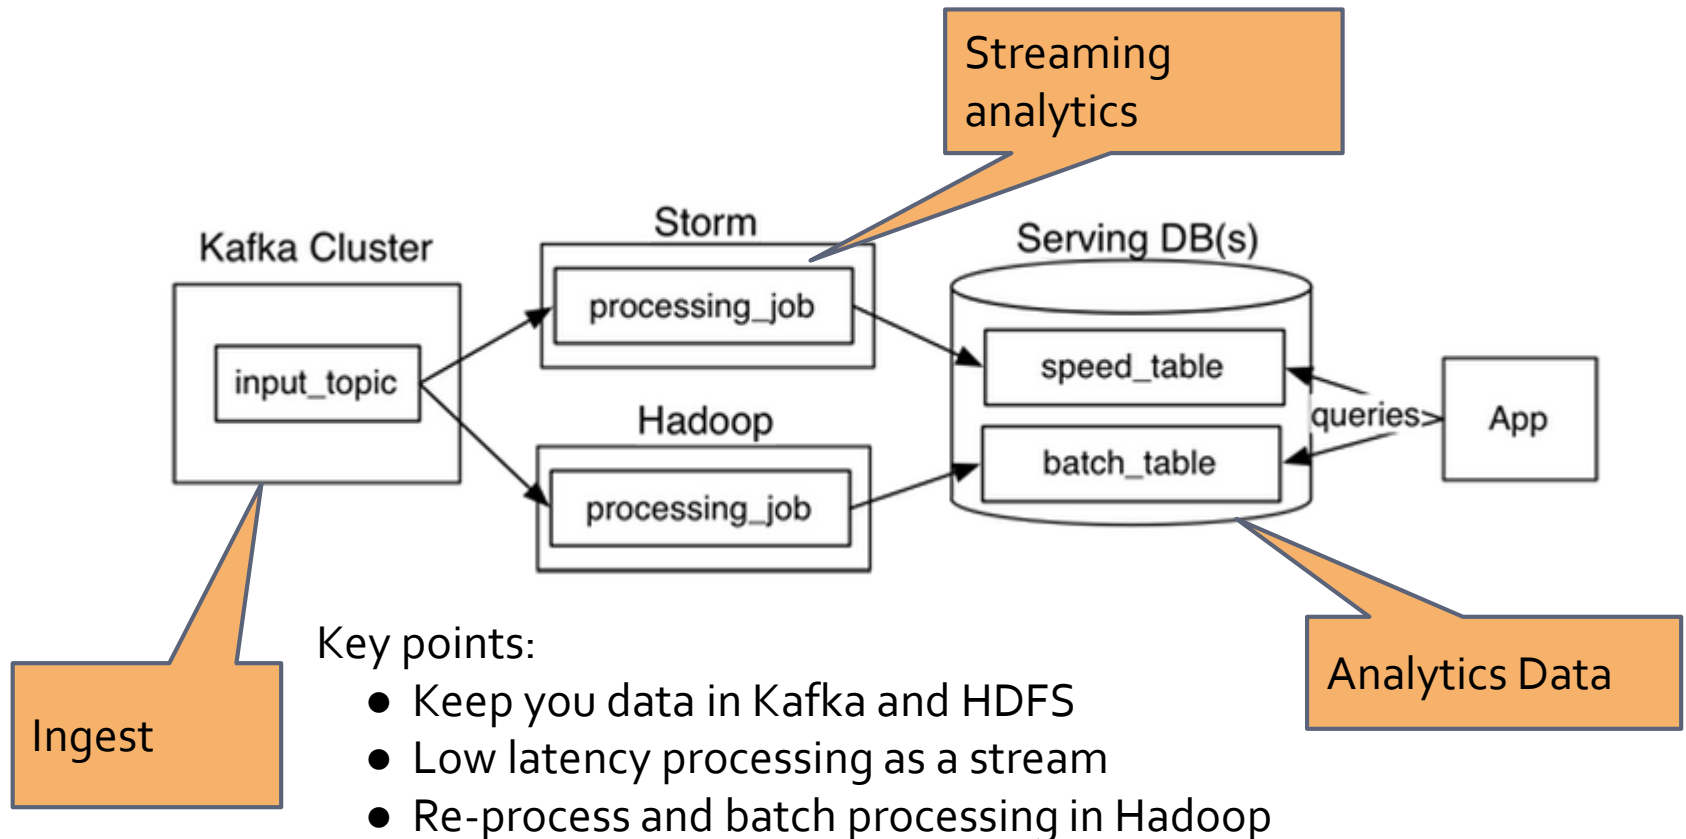 Streaming
analytics
Storm
Kafka Cluster
Serving DB(s)
processing_job
speed_table
input_topic
queries
App
Hadoop
batch_table
processing_job
Key points:
● Keep you data in Kafka and HDFS
● Low latency processing as a stream
● Re-process and batch processing in Hadoop
Ingest
Analytics Data